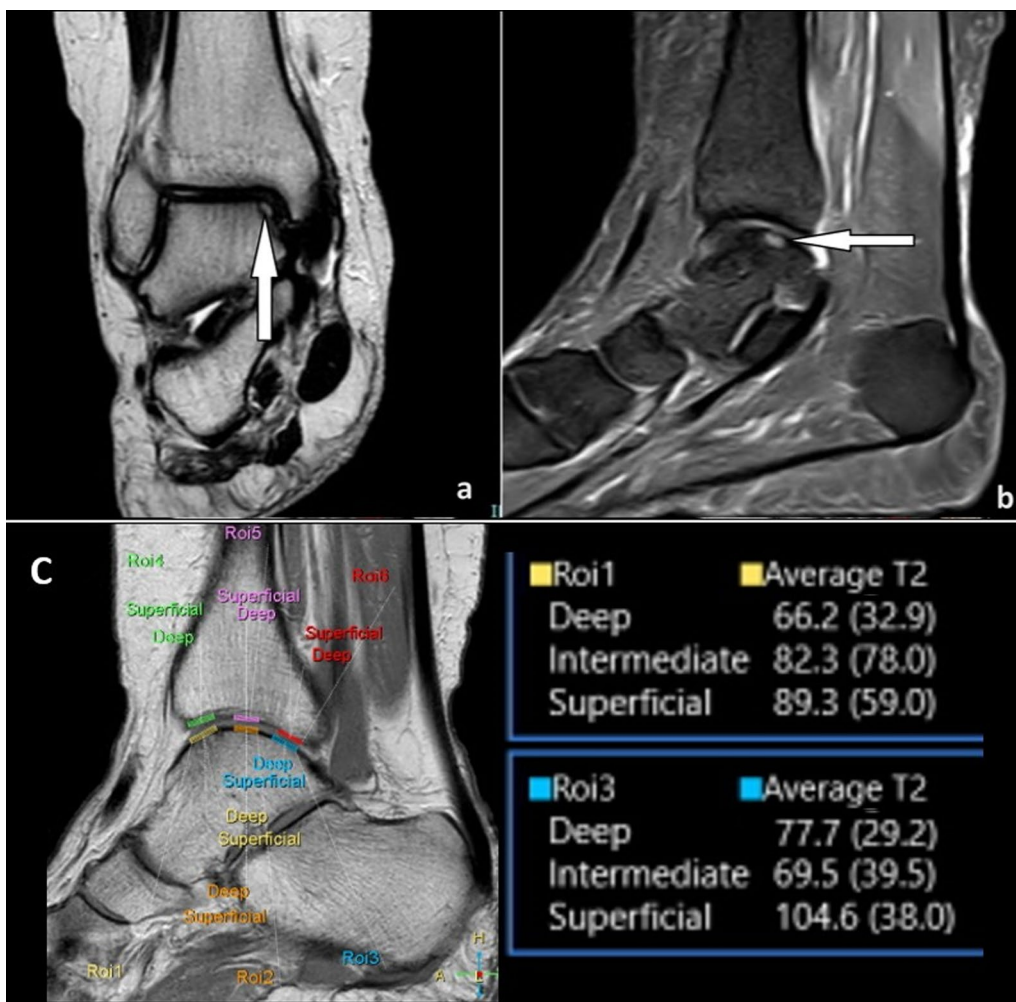 a
I
b
C
Roi5
Roi4
Roi6
Superficial
Deep
Superficial
Deep
Superficial
Deep
Deep
Superficial
Deep
Superficial
Deep
Superficial
H
A
L
Roi1
Roi2
Roi3
Roi1 Average T2
Deep 66.2 (32.9)
Intermediate 82.3 (78.0)
Superficial 89.3 (59.0)
Roi3 Average T2
Deep 77.7 (29.2)
Intermediate 69.5 (39.5)
Superficial 104.6 (38.0)